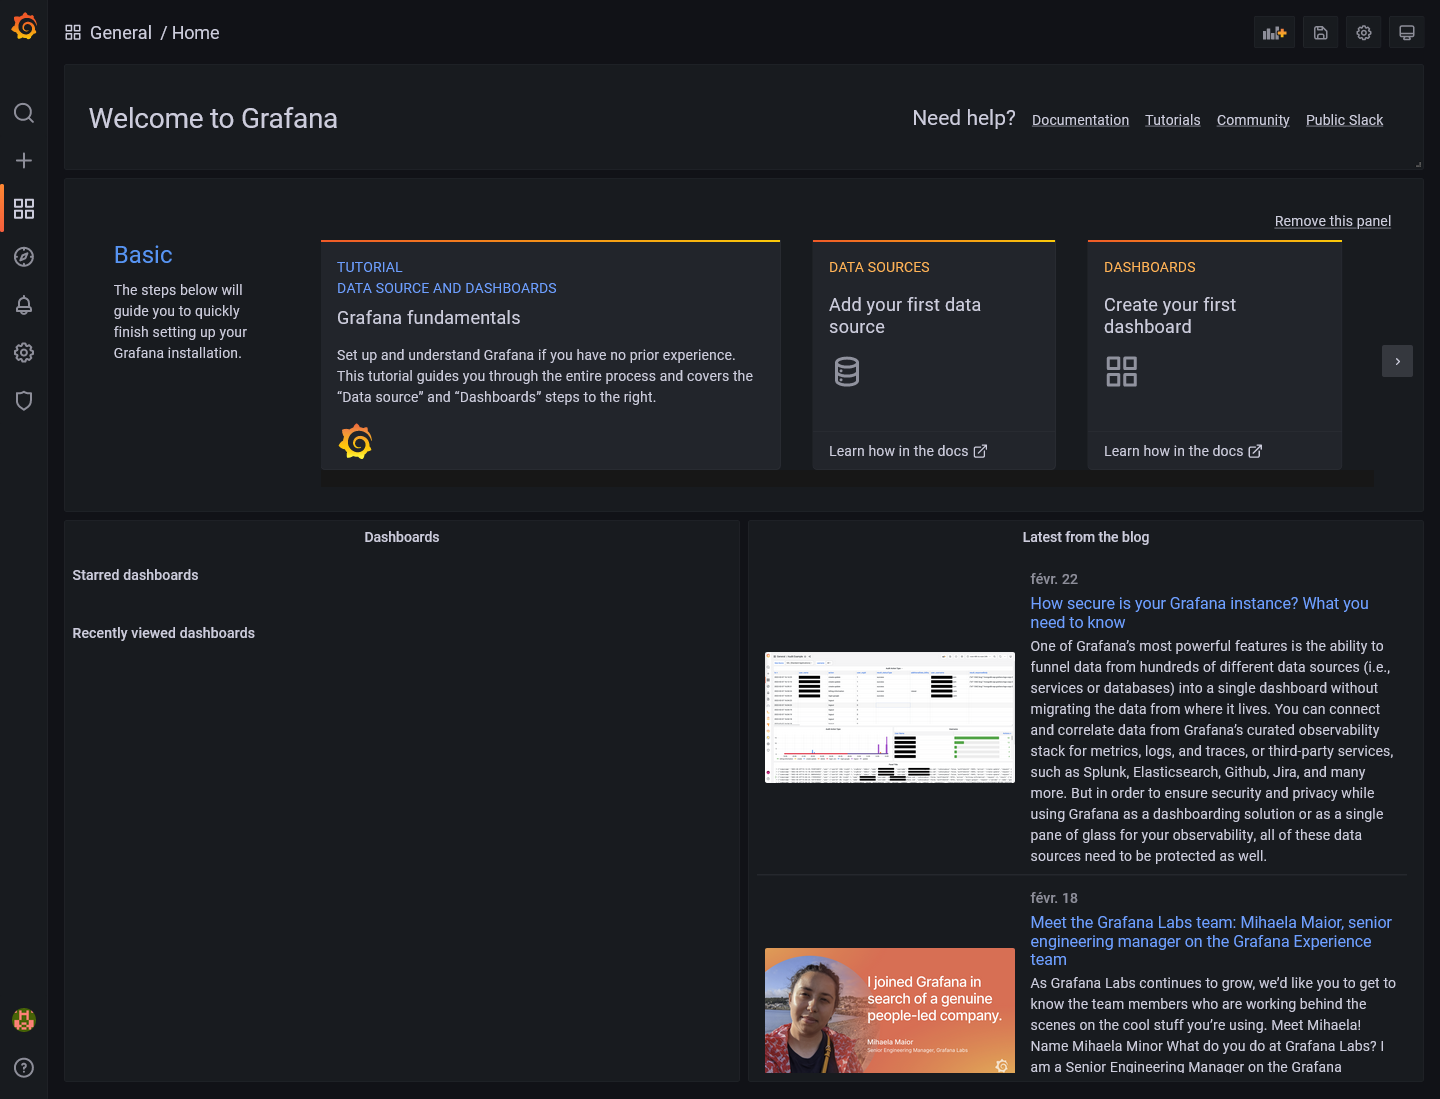 General / Home
Welcome to Grafana
Need help?
Documentation
Tutorials
Community
Public Slack
Remove this panel
Basic
The steps below will
guide you to quickly
finish setting up your
Grafana installation.
TUTORIAL
DATA SOURCE AND DASHBOARDS
Grafana fundamentals
Set up and understand Grafana if you have no prior experience.
This tutorial guides you through the entire process and covers the
“Data source” and “Dashboards” steps to the right.
DATA SOURCES
Add your first data
source
Learn how in the docs
DASHBOARDS
Create your first
dashboard
Learn how in the docs
Dashboards
Starred dashboards
Recently viewed dashboards
Latest from the blog
févr. 22
How secure is your Grafana instance? What you
need to know
One of Grafana’s most powerful features is the ability to
funnel data from hundreds of different data sources (i.e.,
services or databases) into a single dashboard without
migrating the data from where it lives. You can connect
and correlate data from Grafana’s curated observability
stack for metrics, logs, and traces, or third-party services,
such as Splunk, Elasticsearch, Github, Jira, and many
more. But in order to ensure security and privacy while
using Grafana as a dashboarding solution or as a single
pane of glass for your observability, all of these data
sources need to be protected as well.
févr. 18
Meet the Grafana Labs team: Mihaela Maior, senior
engineering manager on the Grafana Experience
team
As Grafana Labs continues to grow, we’d like you to get to
know the team members who are working behind the
scenes on the cool stuff you’re using. Meet Mihaela!
Name Mihaela Minor What do you do at Grafana Labs? I
am a Senior Engineering Manager on the Grafana
I joined Grafana in
search of a genuine
people-led company.
Mihaela Maior
Senior Engineering Manager, Grafana Labs